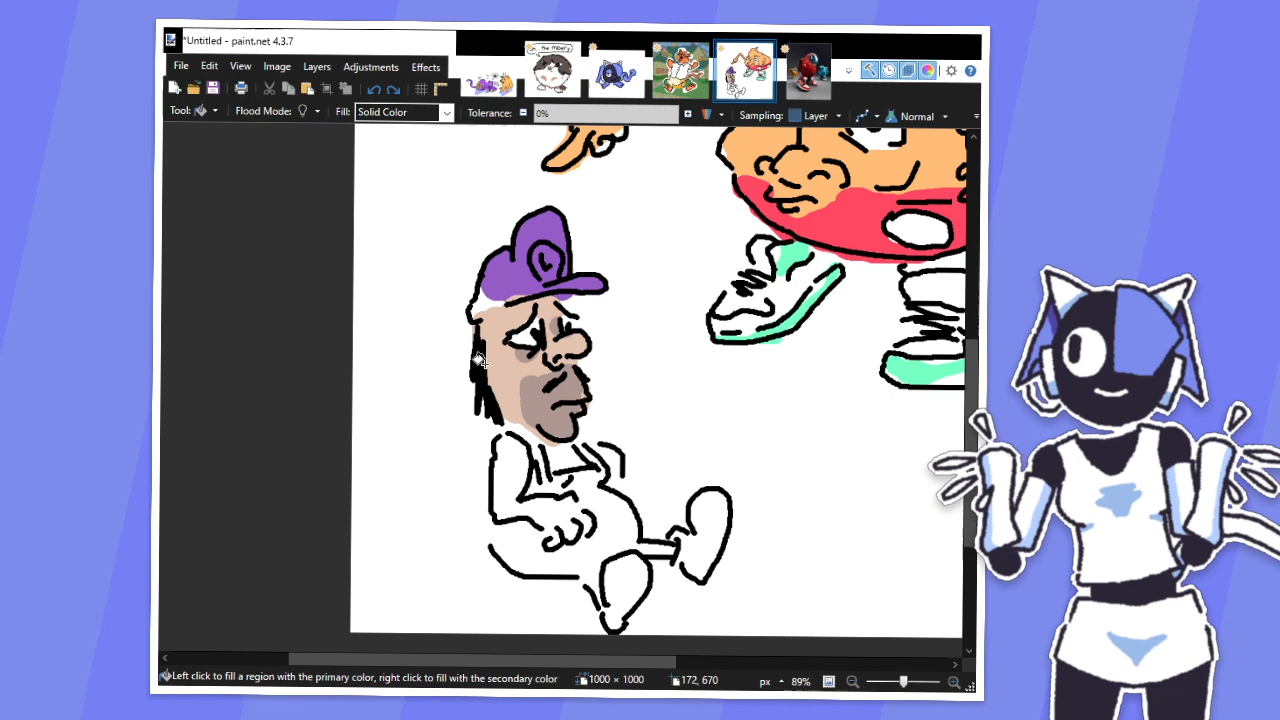 *Untitled - paint.net 4.3.7
File Edit View Image Layers Adjustments Effects
Tool: Flood Mode: Fill: Solid Color Tolerance: 0% Sampling: Layer Normal
L
Left click to fill a region with the primary color, right click to fill with the secondary color 1000 × 1000 172, 670 px 89%